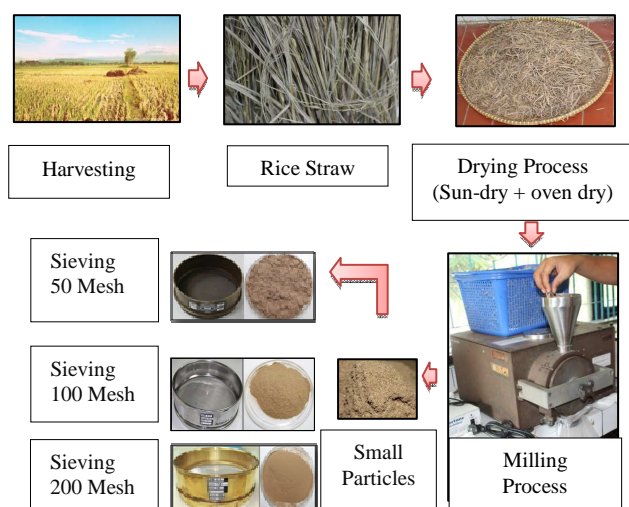 Harvesting
Rice Straw
Drying Process
(Sun-dry + oven dry)
Sieving
50 Mesh
Sieving
100 Mesh
Sieving
200 Mesh
Small
Particles
Milling
Process